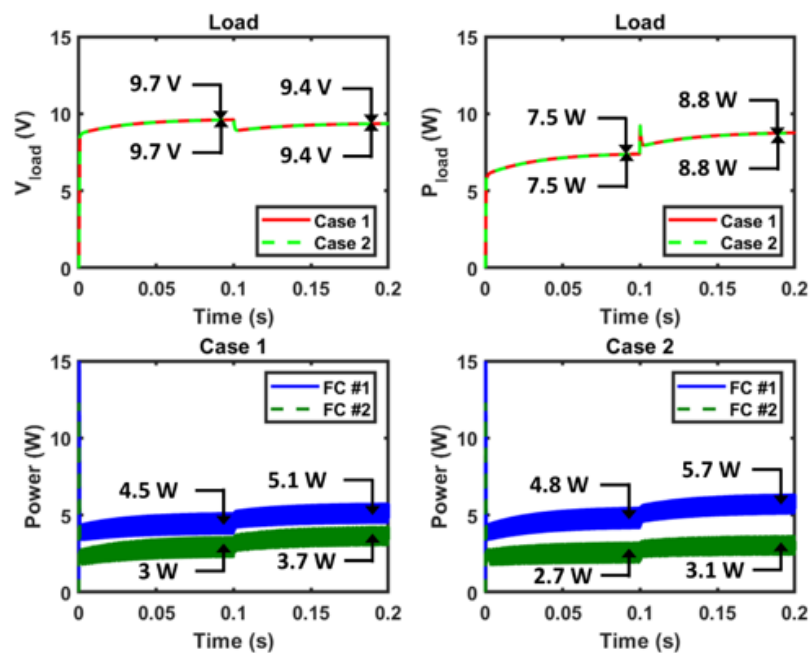 Load
15
10
5
0
V_load (V)
9.7 V
9.4 V
9.7 V
9.4 V
Case 1
Case 2
0 0.05 0.1 0.15 0.2
Time (s)
Load
15
10
5
0
P_load (W)
7.5 W
8.8 W
7.5 W
8.8 W
Case 1
Case 2
0 0.05 0.1 0.15 0.2
Time (s)
Case 1
15
10
5
0
Power (W)
FC #1
FC #2
4.5 W
5.1 W
3 W
3.7 W
0 0.05 0.1 0.15 0.2
Time (s)
Case 2
15
10
5
0
Power (W)
FC #1
FC #2
4.8 W
5.7 W
2.7 W
3.1 W
0 0.05 0.1 0.15 0.2
Time (s)